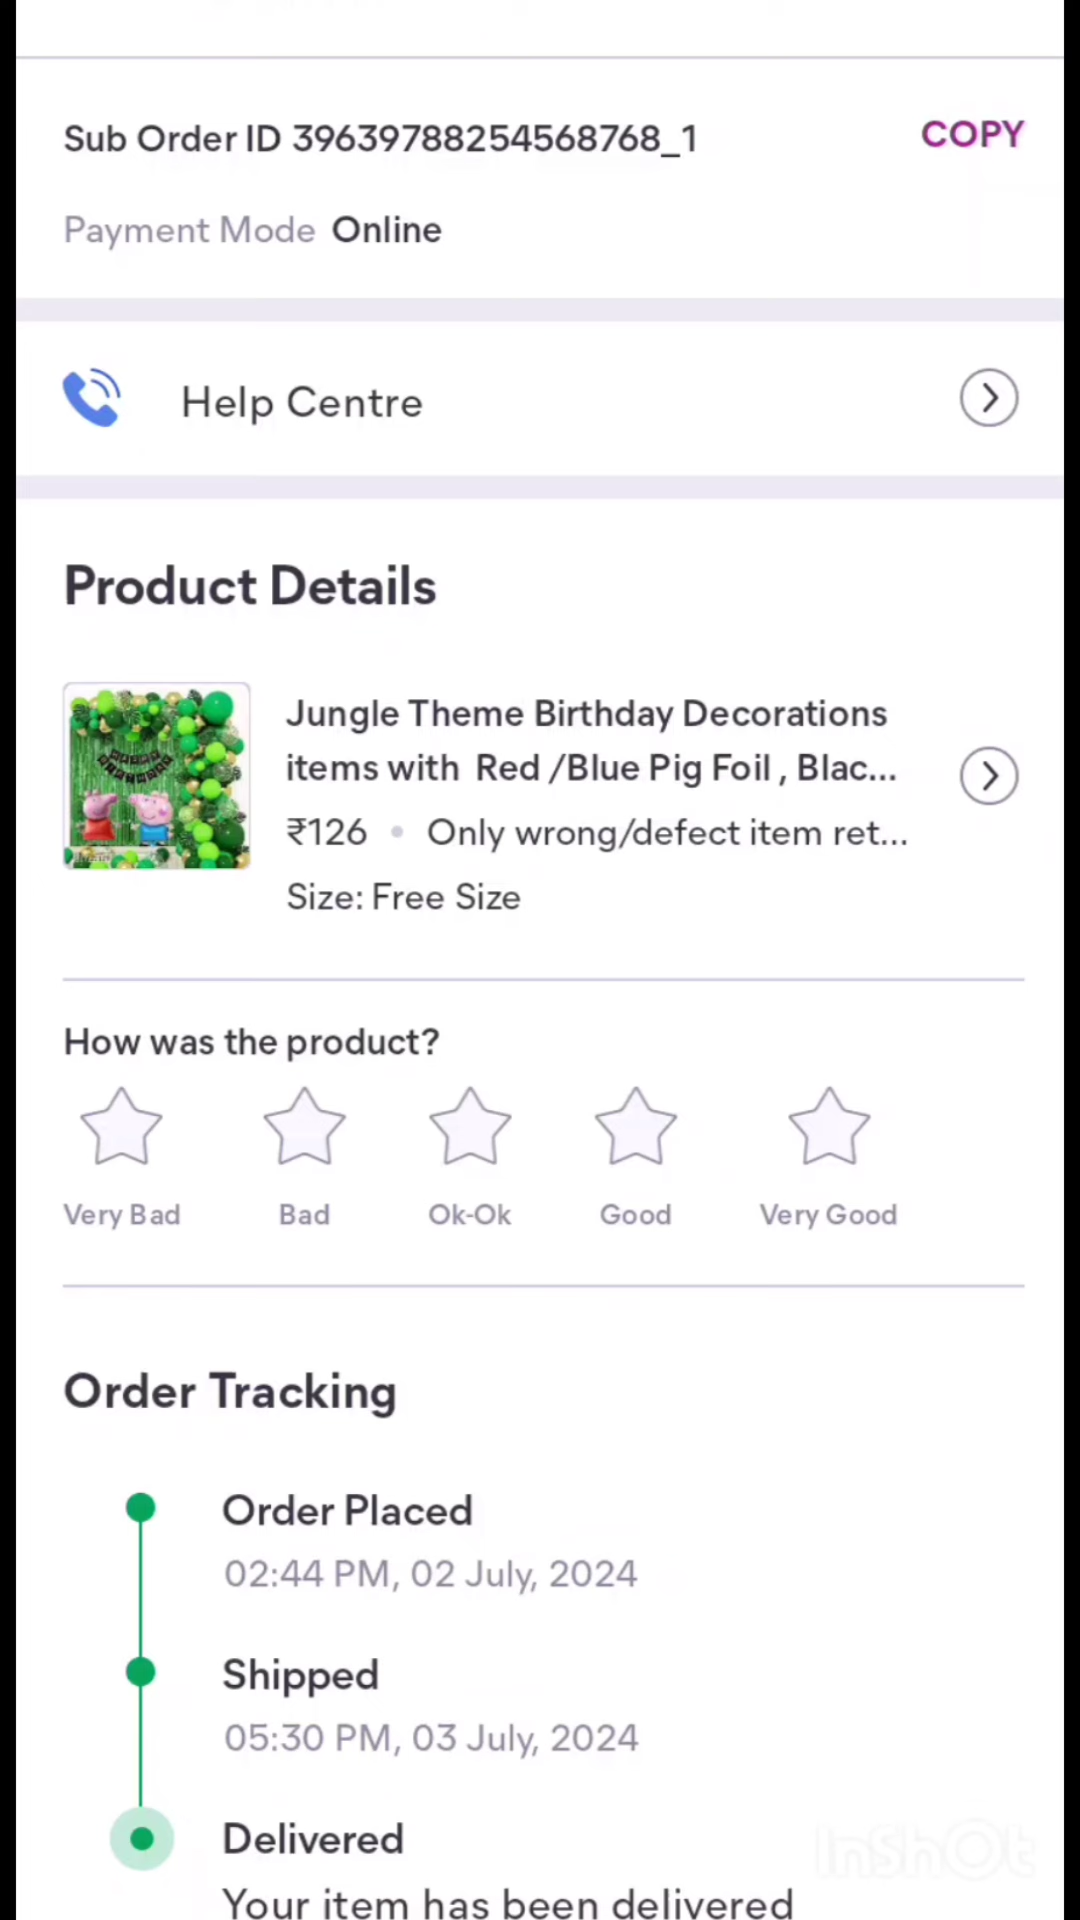 Sub Order ID 39639788254568768_1
COPY
Payment Mode Online
Help Centre
Product Details
Jungle Theme Birthday Decorations
items with Red /Blue Pig Foil , Blac...
₹126 • Only wrong/defect item ret...
Size: Free Size
How was the product?
Very Bad Bad Ok-Ok Good Very Good
Order Tracking
Order Placed
02:44 PM, 02 July, 2024
Shipped
05:30 PM, 03 July, 2024
Delivered
Your item has been delivered
InShOt